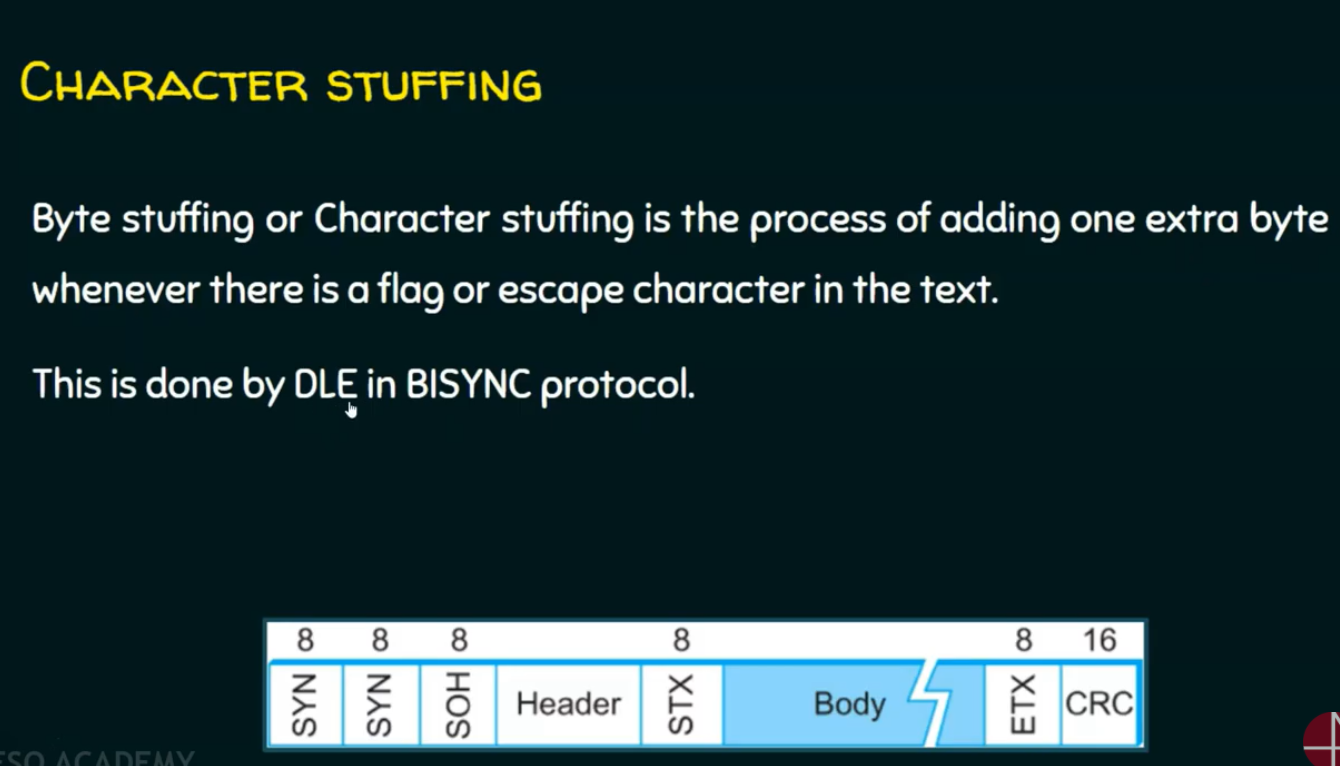 CHARACTER STUFFING
Byte stuffing or Character stuffing is the process of adding one extra byte
whenever there is a flag or escape character in the text.
This is done by DLE in BISYNC protocol.
8 8 8 8 8 16
SYN SYN SOH Header STX Body ETX CRC
ESO ACADEMY